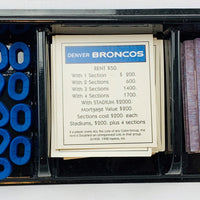 DENVER BRONCOS
RENT $50.
With 1 Section - $ 200.
With 2 Sections 600.
With 3 Sections 1400.
With 4 Sections 1700.
With STADIUM $2000.
Mortgage Value $200
Sections cost $200. each
Stadiums, $200. plus 4 sections